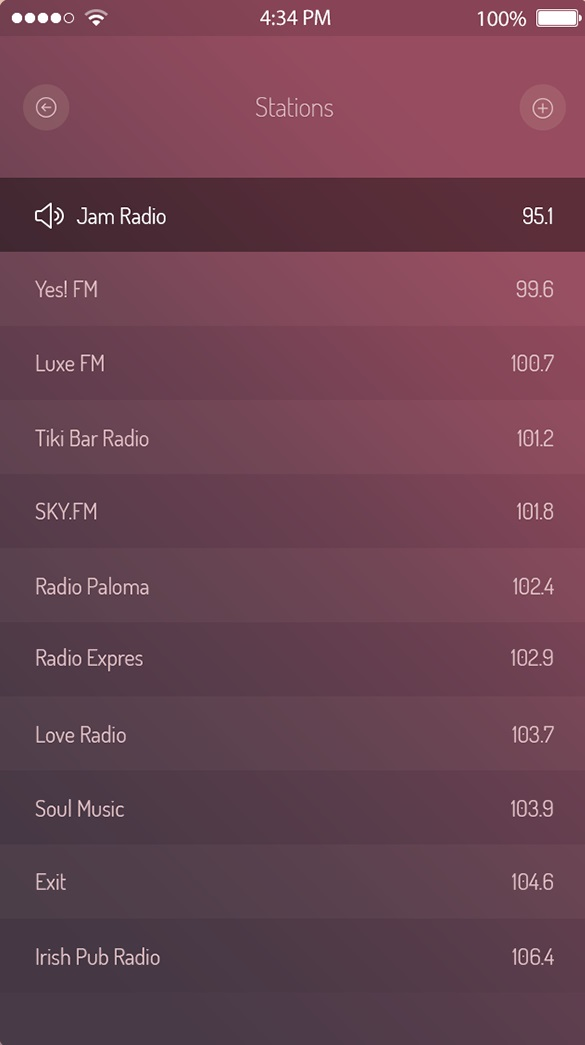 4:34 PM 100%
Stations
Jam Radio 95.1
Yes! FM 99.6
Luxe FM 100.7
Tiki Bar Radio 101.2
SKY.FM 101.8
Radio Paloma 102.4
Radio Expres 102.9
Love Radio 103.7
Soul Music 103.9
Exit 104.6
Irish Pub Radio 106.4